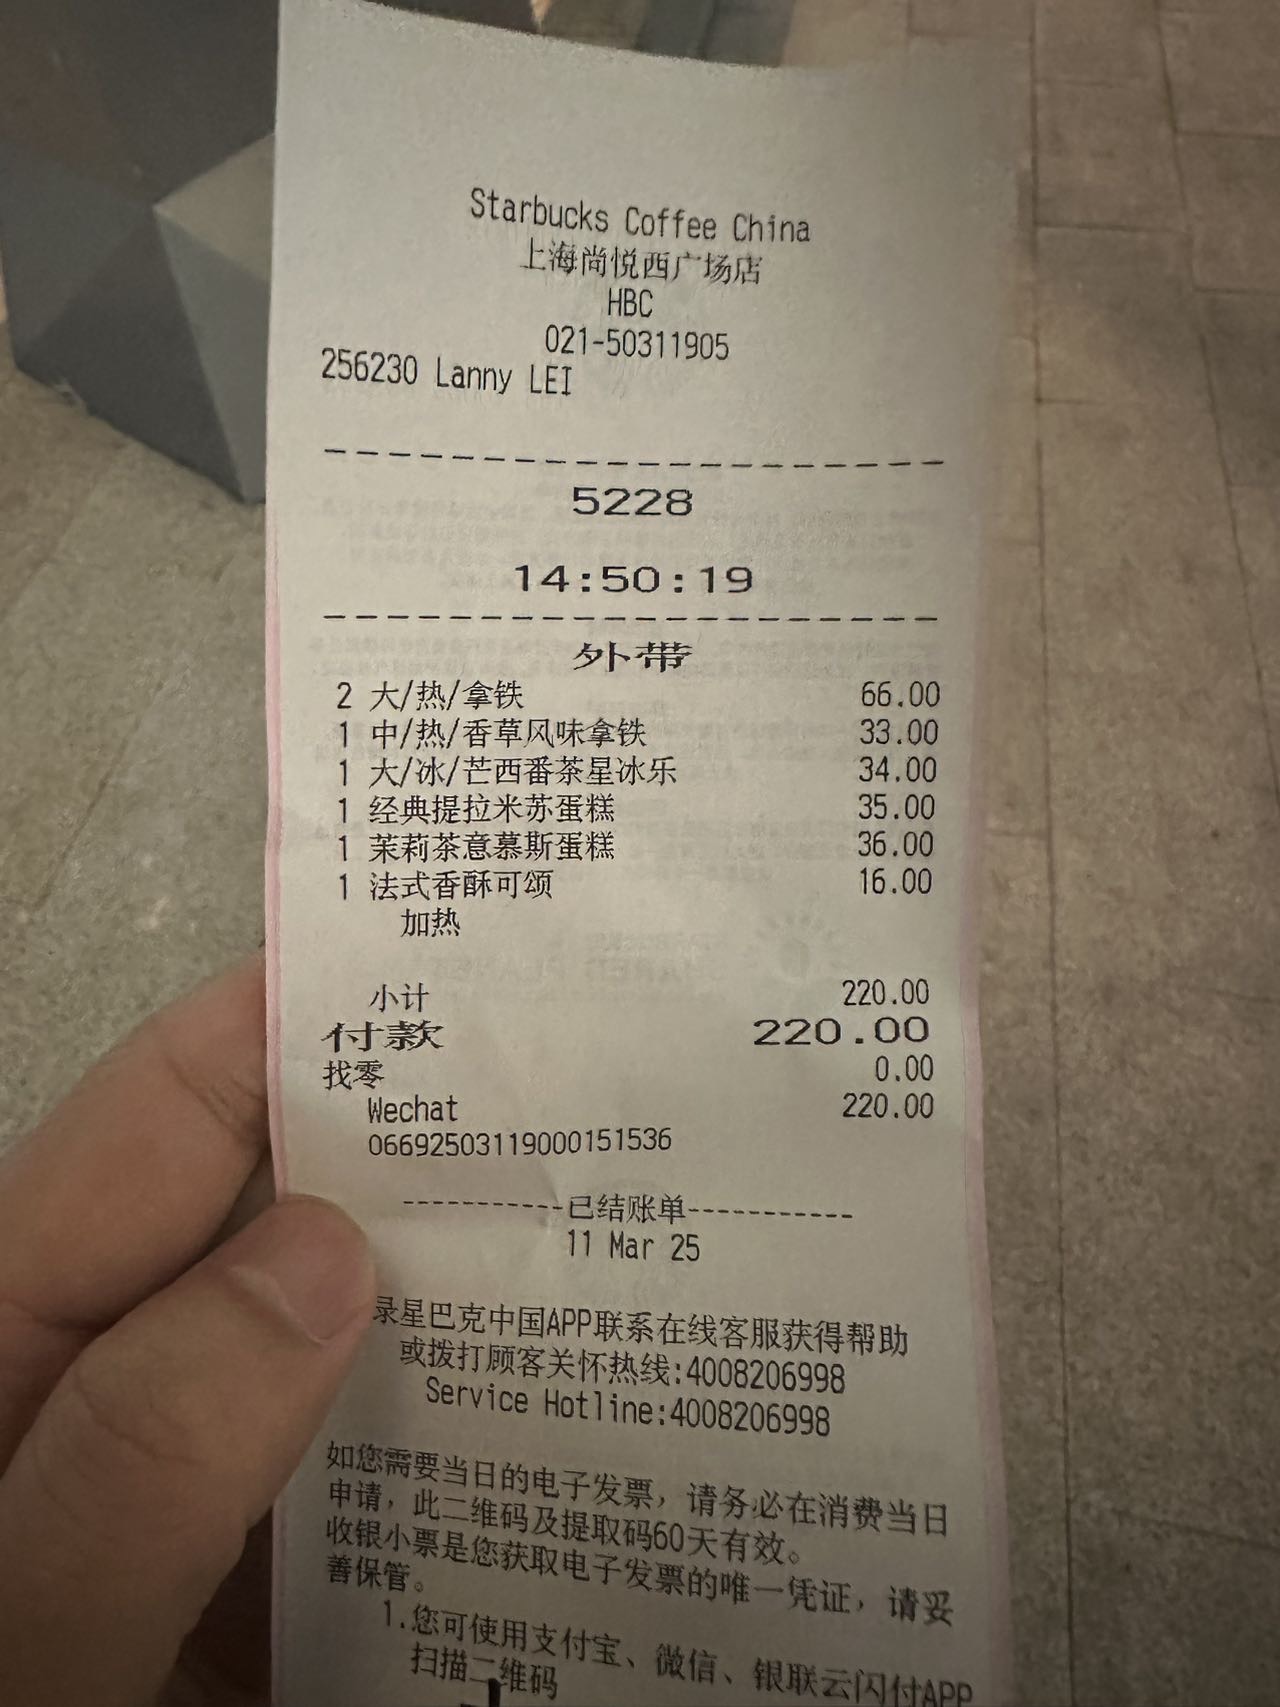 Starbucks Coffee China
上海尚悦西广场店
HBC
021-50311905
256230 Lanny LEI
--------------------
5228
14:50:19
--------------------
外带
2 大/热/拿铁 66.00
1 中/热/香草风味拿铁 33.00
1 大/冰/芒西番茶星冰乐 34.00
1 经典提拉米苏蛋糕 35.00
1 茉莉茶意慕斯蛋糕 36.00
1 法式香酥可颂 16.00
加热
小计 220.00
付款 220.00
找零 0.00
Wechat 220.00
06692503119000151536
-----------已结账单-----------
11 Mar 25
录星巴克中国APP联系在线客服获得帮助
或拨打顾客关怀热线:4008206998
Service Hotline:4008206998
如您需要当日的电子发票，请务必在消费当日
申请，此二维码及提取码60天有效。
收银小票是您获取电子发票的唯一凭证，请妥
善保管。
1.您可使用支付宝、微信、银联云闪付APP
扫描二维码